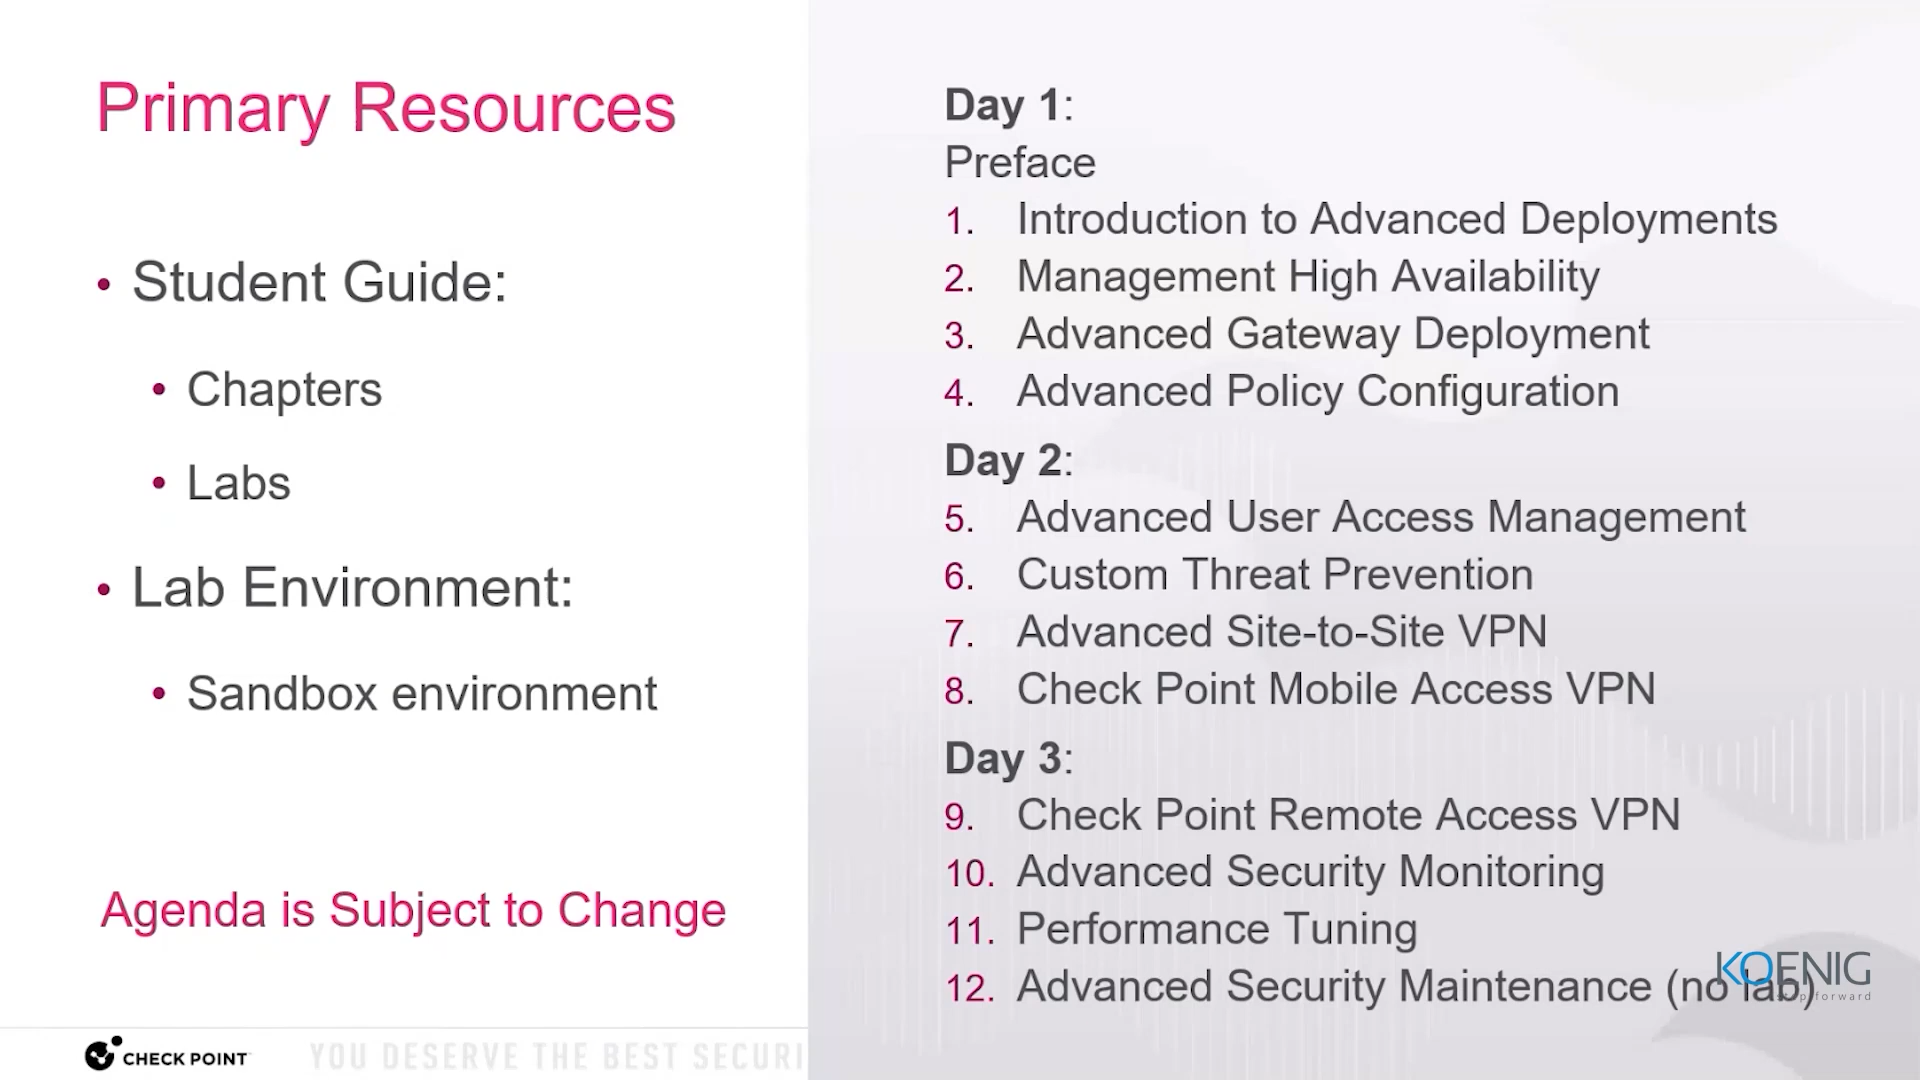 Primary Resources
• Student Guide:
• Chapters
• Labs
• Lab Environment:
• Sandbox environment
Agenda is Subject to Change
CHECK POINT
YOU DESERVE THE BEST SECURI
Day 1:
Preface
1. Introduction to Advanced Deployments
2. Management High Availability
3. Advanced Gateway Deployment
4. Advanced Policy Configuration
Day 2:
5. Advanced User Access Management
6. Custom Threat Prevention
7. Advanced Site-to-Site VPN
8. Check Point Mobile Access VPN
Day 3:
9. Check Point Remote Access VPN
10. Advanced Security Monitoring
11. Performance Tuning
12. Advanced Security Maintenance (no lab)
KOENIG
step forward